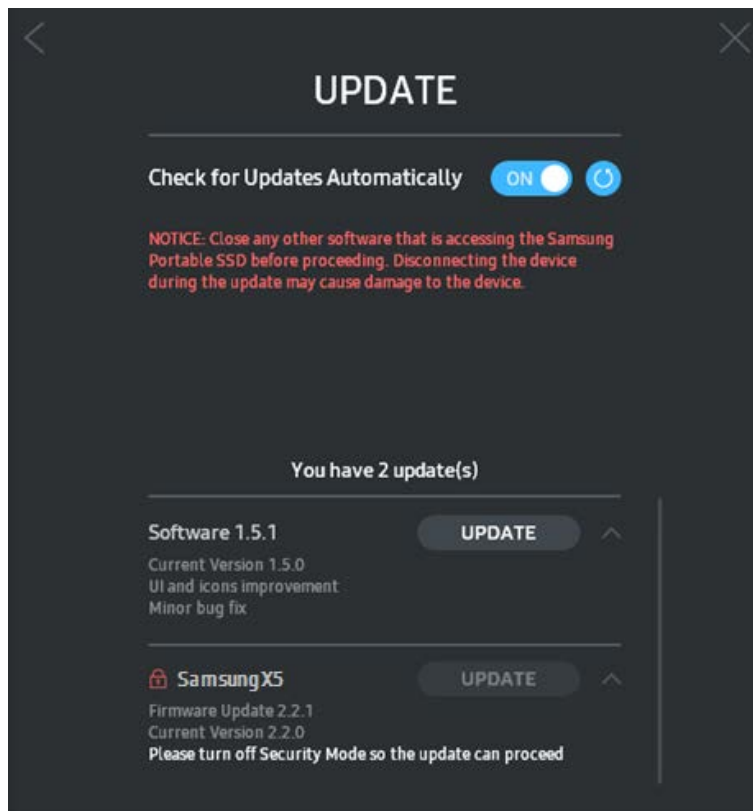 UPDATE
Check for Updates Automatically ON
NOTICE: Close any other software that is accessing the Samsung
Portable SSD before proceeding. Disconnecting the device
during the update may cause damage to the device.
You have 2 update(s)
Software 1.5.1 UPDATE
Current Version 1.5.0
UI and icons improvement
Minor bug fix
Samsung X5 UPDATE
Firmware Update 2.2.1
Current Version 2.2.0
Please turn off Security Mode so the update can proceed